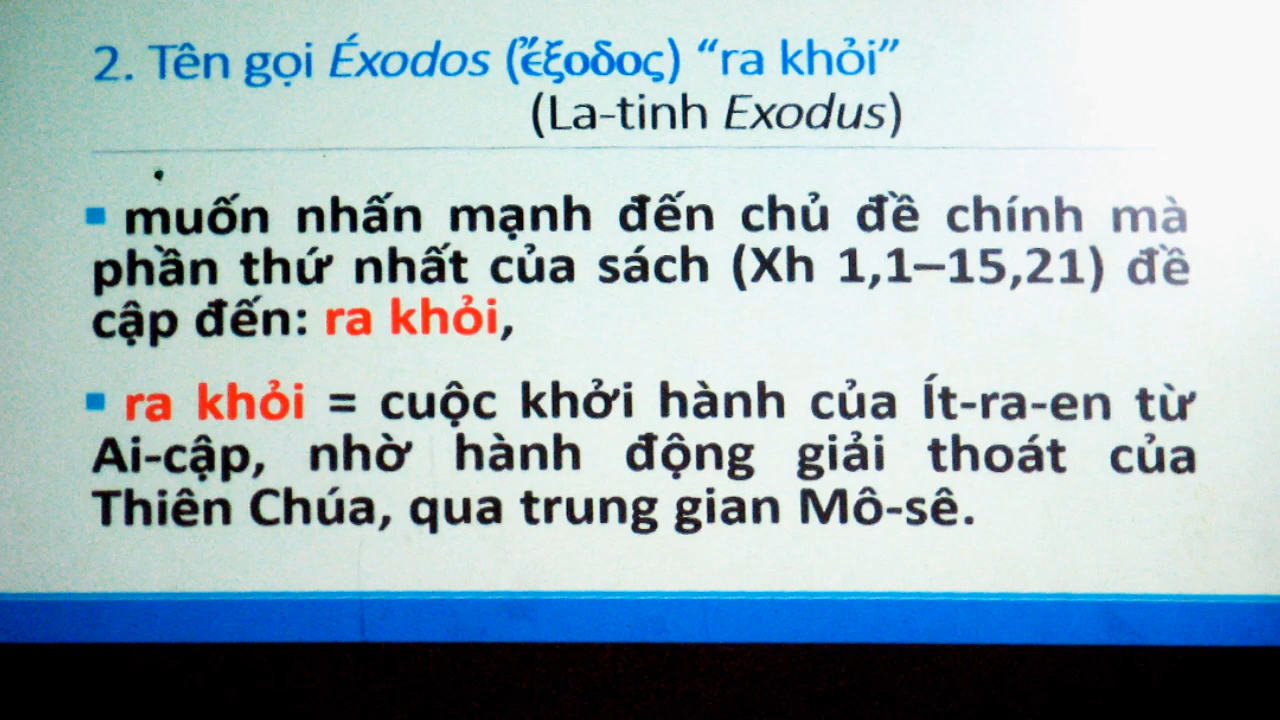 2. Tên gọi Éxodos (ἔξοδος) “ra khỏi”
(La-tinh Exodus)
▪ muốn nhấn mạnh đến chủ đề chính mà
phần thứ nhất của sách (Xh 1,1–15,21) đề
cập đến: ra khỏi,
▪ ra khỏi = cuộc khởi hành của Ít-ra-en từ
Ai-cập, nhờ hành động giải thoát của
Thiên Chúa, qua trung gian Mô-sê.